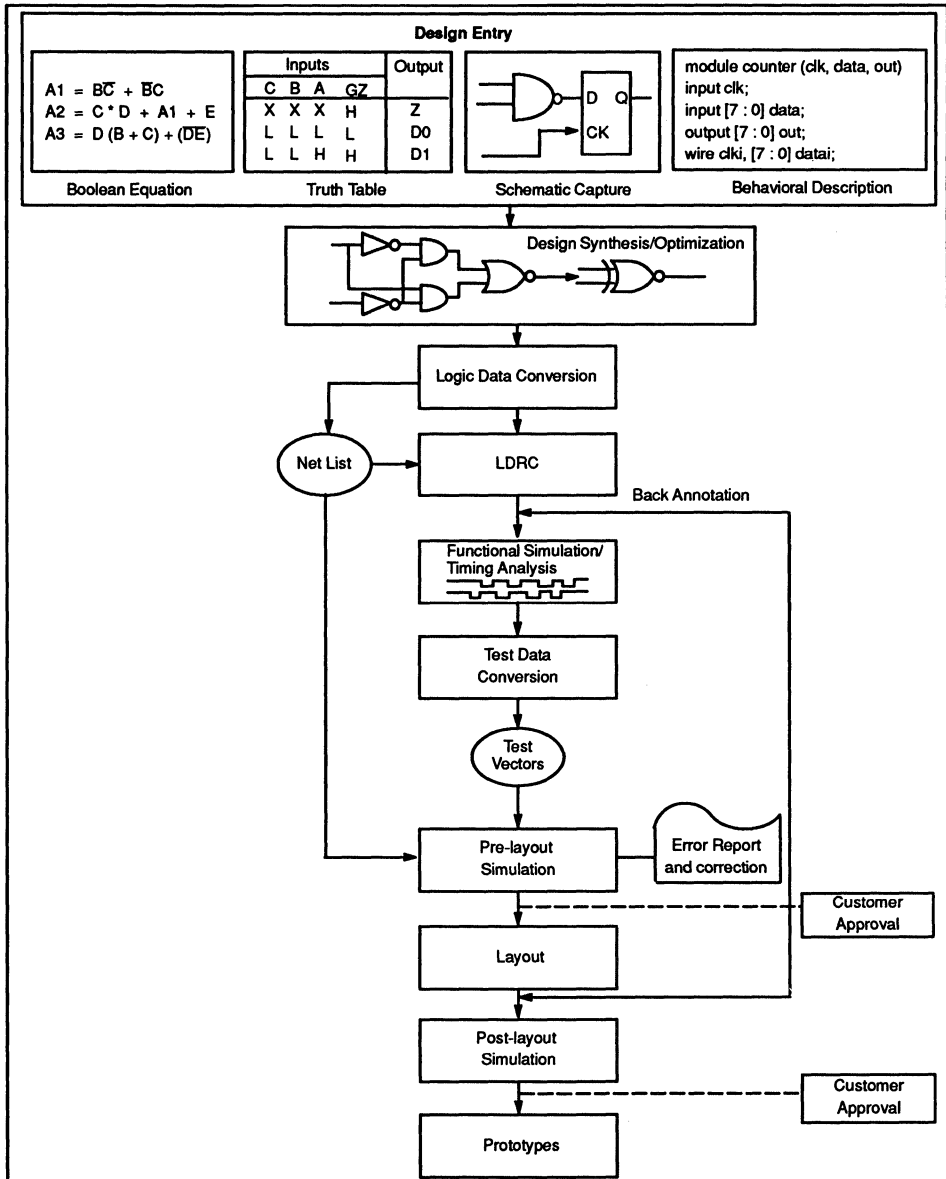 Design Entry
A1 = BC̅ + B̅C
A2 = C * D + A1 + E
A3 = D (B + C) + (D̅E̅)
Boolean Equation
Inputs Output
C B A GZ
X X X H Z
L L L L D0
L L H H D1
Truth Table
D Q
CK
Schematic Capture
module counter (clk, data, out)
input clk;
input [7 : 0] data;
output [7 : 0] out;
wire clki, [7 : 0] datai;
Behavioral Description
Design Synthesis/Optimization
Logic Data Conversion
Net List
LDRC
Back Annotation
Functional Simulation/
Timing Analysis
Test Data
Conversion
Test
Vectors
Pre-layout
Simulation
Error Report
and correction
Customer
Approval
Layout
Post-layout
Simulation
Customer
Approval
Prototypes